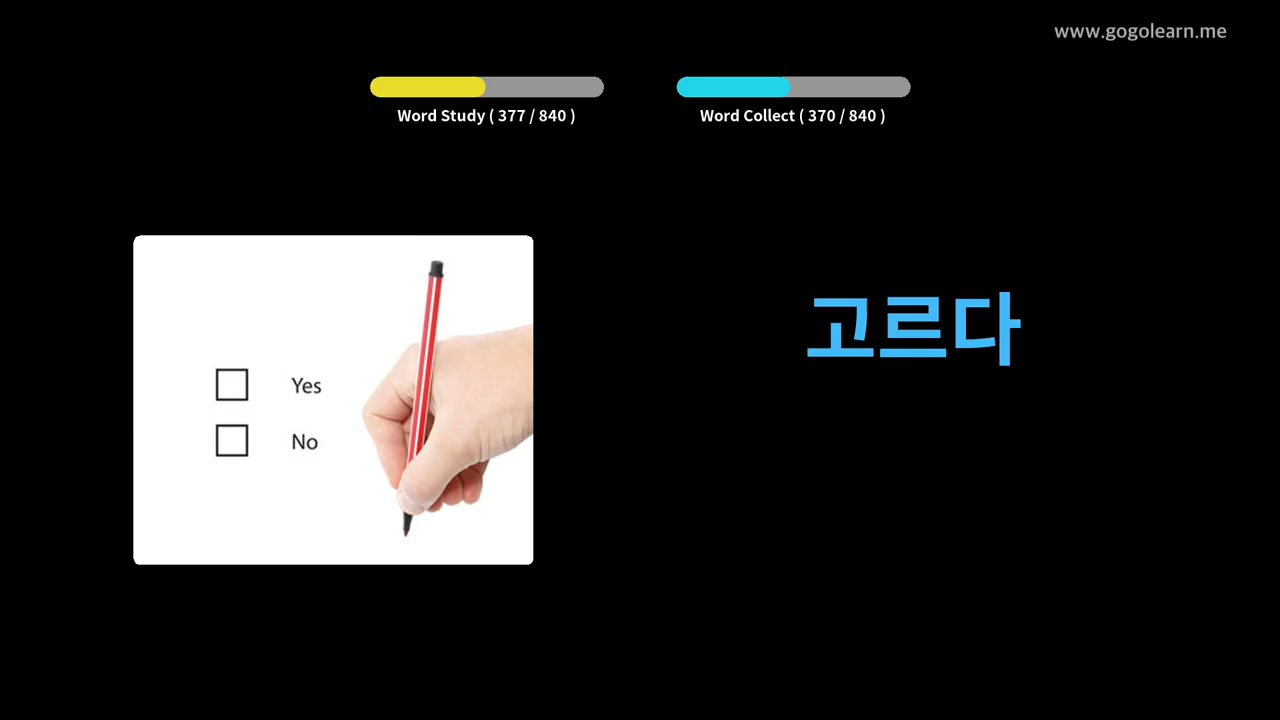 www.gogolearn.me
Word Study ( 377 / 840 )
Word Collect ( 370 / 840 )
고르다
Yes
No